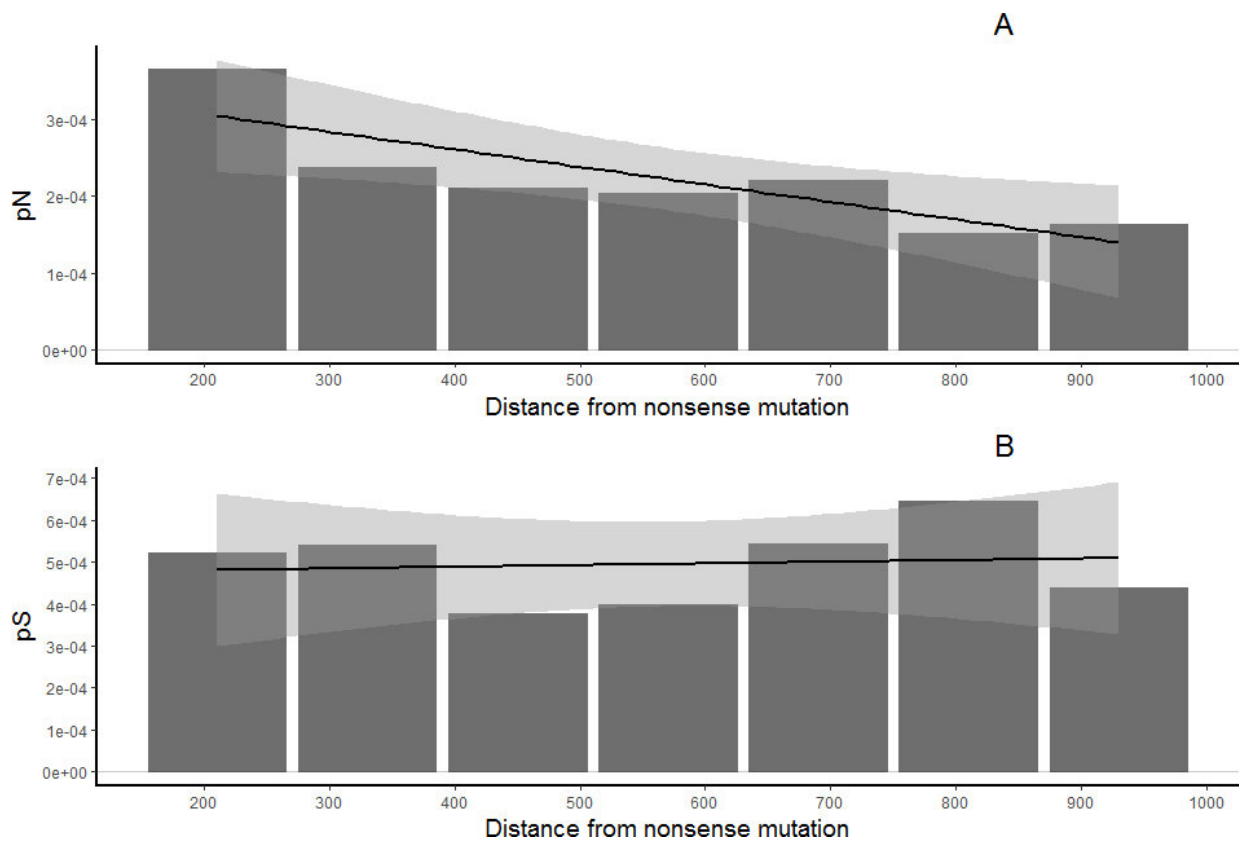 A
pN
3e-04
2e-04
1e-04
0e+00
200 300 400 500 600 700 800 900 1000
Distance from nonsense mutation
B
pS
7e-04
6e-04
5e-04
4e-04
3e-04
2e-04
1e-04
0e+00
200 300 400 500 600 700 800 900 1000
Distance from nonsense mutation